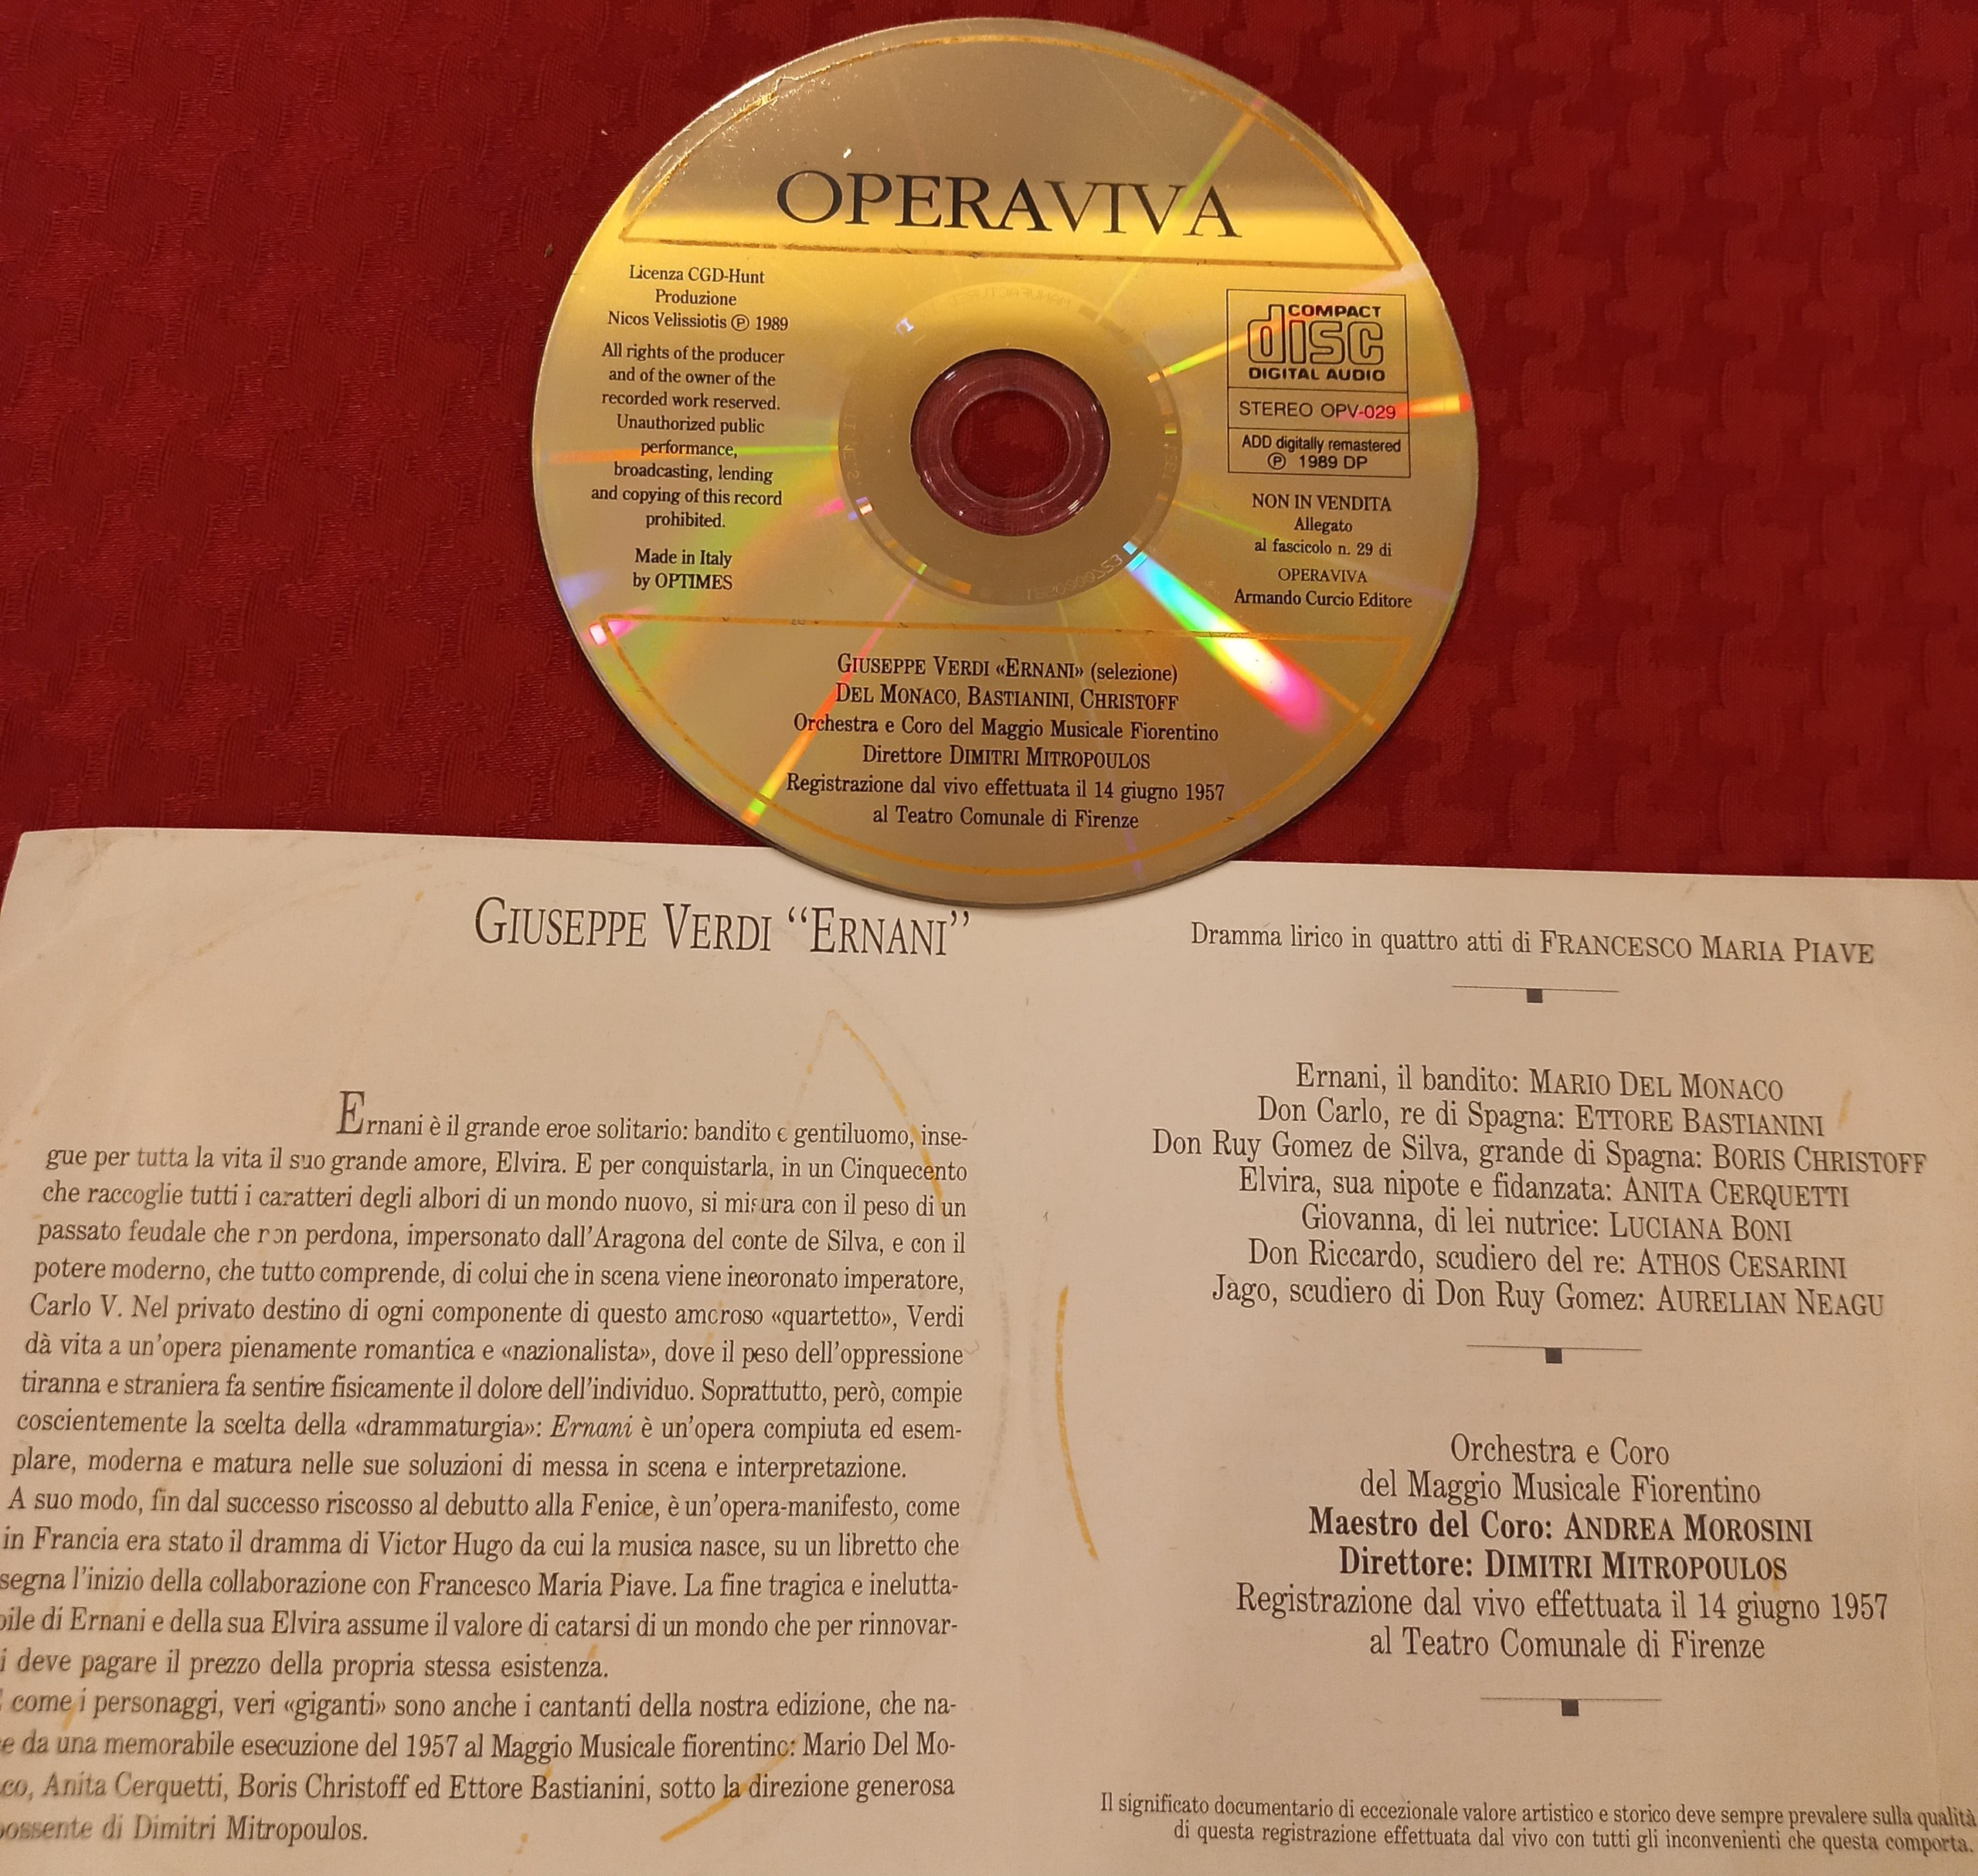 OPERAVIVA
Licenza CGD-Hunt
Produzione
Nicos Velissiotis Ⓟ 1989
All rights of the producer
and of the owner of the
recorded work reserved.
Unauthorized public
performance,
broadcasting, lending
and copying of this record
prohibited.
Made in Italy
by OPTIMES
COMPACT
disc
DIGITAL AUDIO
STEREO OPV-029
ADD digitally remastered
Ⓟ 1989 DP
NON IN VENDITA
Allegato
al fascicolo n. 29 di
OPERAVIVA
Armando Curcio Editore
GIUSEPPE VERDI «ERNANI» (selezione)
DEL MONACO, BASTIANINI, CHRISTOFF
Orchestra e Coro del Maggio Musicale Fiorentino
Direttore DIMITRI MITROPOULOS
Registrazione dal vivo effettuata il 14 giugno 1957
al Teatro Comunale di Firenze
GIUSEPPE VERDI “ERNANI”
Ernani è il grande eroe solitario: bandito e gentiluomo, inse-
gue per tutta la vita il suo grande amore, Elvira. E per conquistarla, in un Cinquecento
che raccoglie tutti i caratteri degli albori di un mondo nuovo, si misura con il peso di un
passato feudale che non perdona, impersonato dall'Aragona del conte de Silva, e con il
potere moderno, che tutto comprende, di colui che in scena viene incoronato imperatore,
Carlo V. Nel privato destino di ogni componente di questo amoroso «quartetto», Verdi
dà vita a un'opera pienamente romantica e «nazionalista», dove il peso dell'oppressione
tiranna e straniera fa sentire fisicamente il dolore dell'individuo. Soprattutto, però, compie
coscientemente la scelta della «drammaturgia»: Ernani è un'opera compiuta ed esem-
plare, moderna e matura nelle sue soluzioni di messa in scena e interpretazione.
A suo modo, fin dal successo riscosso al debutto alla Fenice, è un'opera-manifesto, come
in Francia era stato il dramma di Victor Hugo da cui la musica nasce, su un libretto che
segna l'inizio della collaborazione con Francesco Maria Piave. La fine tragica e inelutta-
bile di Ernani e della sua Elvira assume il valore di catarsi di un mondo che per rinnovar-
i deve pagare il prezzo della propria stessa esistenza.
come i personaggi, veri «giganti» sono anche i cantanti della nostra edizione, che na-
e da una memorabile esecuzione del 1957 al Maggio Musicale fiorentino: Mario Del Mo-
co, Anita Cerquetti, Boris Christoff ed Ettore Bastianini, sotto la direzione generosa
possente di Dimitri Mitropoulos.
Dramma lirico in quattro atti di FRANCESCO MARIA PIAVE
Ernani, il bandito: MARIO DEL MONACO
Don Carlo, re di Spagna: ETTORE BASTIANINI
Don Ruy Gomez de Silva, grande di Spagna: BORIS CHRISTOFF
Elvira, sua nipote e fidanzata: ANITA CERQUETTI
Giovanna, di lei nutrice: LUCIANA BONI
Don Riccardo, scudiero del re: ATHOS CESARINI
Jago, scudiero di Don Ruy Gomez: AURELIAN NEAGU
Orchestra e Coro
del Maggio Musicale Fiorentino
Maestro del Coro: ANDREA MOROSINI
Direttore: DIMITRI MITROPOULOS
Registrazione dal vivo effettuata il 14 giugno 1957
al Teatro Comunale di Firenze
Il significato documentario di eccezionale valore artistico e storico deve sempre prevalere sulla qualità
di questa registrazione effettuata dal vivo con tutti gli inconvenienti che questa comporta.